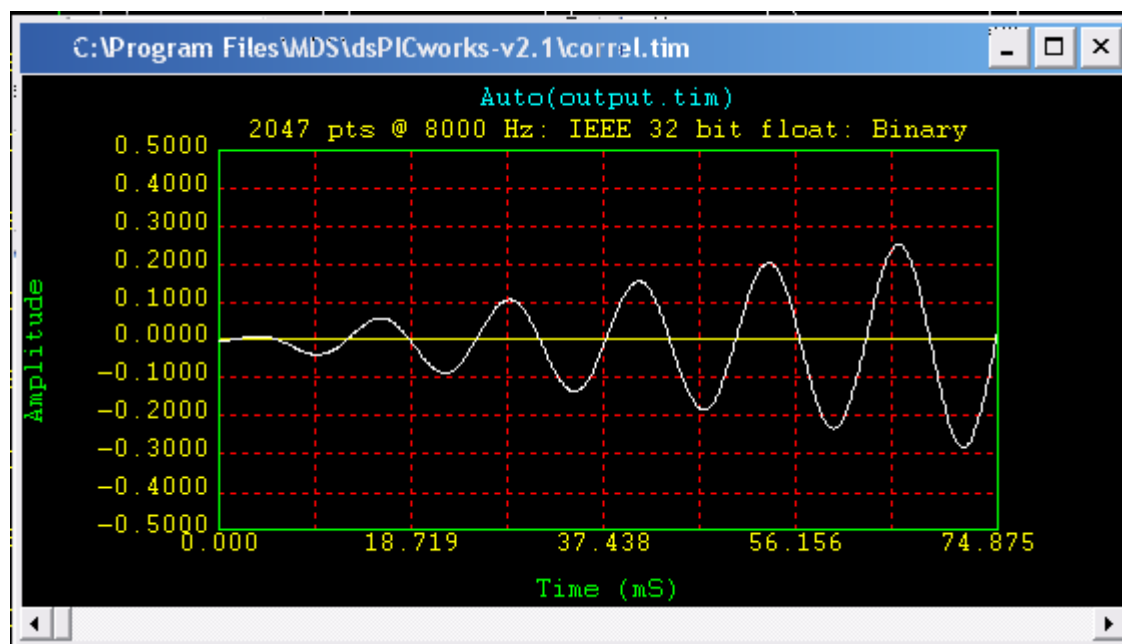 C:\Program Files\MDS\dsPICworks-v2.1\correl.tim
Auto(output.tim)
2047 pts @ 8000 Hz: IEEE 32 bit float: Binary
0.5000
0.4000
0.3000
0.2000
0.1000
0.0000
-0.1000
-0.2000
-0.3000
-0.4000
-0.5000
Amplitude
0.000 18.719 37.438 56.156 74.875
Time (mS)